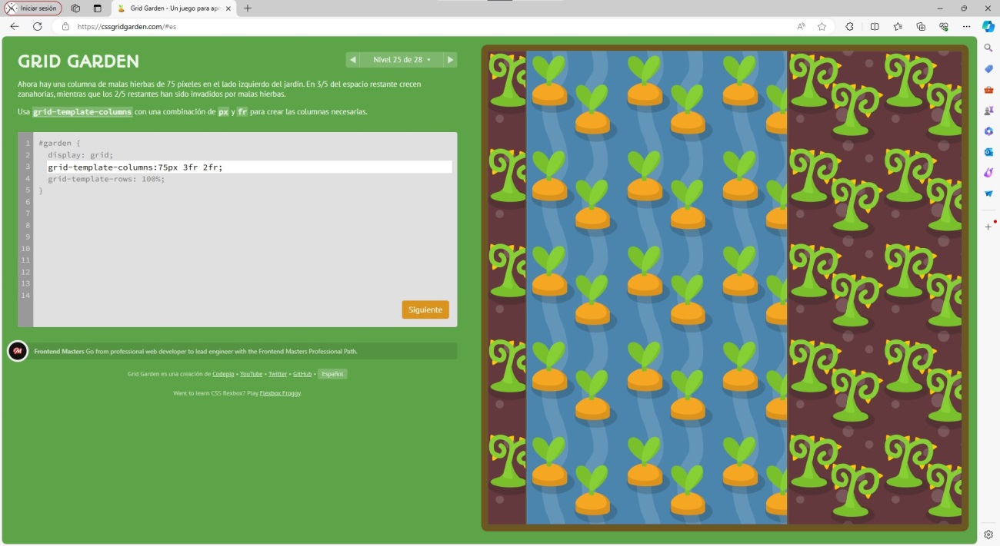 Iniciar sesión
Grid Garden - Un juego para apr
https://cssgridgarden.com/#es
GRID GARDEN
Nivel 25 de 28
Ahora hay una columna de malas hierbas de 75 píxeles en el lado izquierdo del jardín. En 3/5 del espacio restante crecen
zanahorias, mientras que los 2/5 restantes han sido invadidos por malas hierbas.
Usa grid-template-columns con una combinación de px y fr para crear las columnas necesarias.
1 #garden {
2 display: grid;
3 grid-template-columns:75px 3fr 2fr;
4 grid-template-rows: 100%;
5 }
6
7
8
9
10
11
12
13
14
Siguiente
Frontend Masters Go from professional web developer to lead engineer with the Frontend Masters Professional Path.
Grid Garden es una creación de Codepip • YouTube • Twitter • GitHub • Español
Want to learn CSS flexbox? Play Flexbox Froggy.